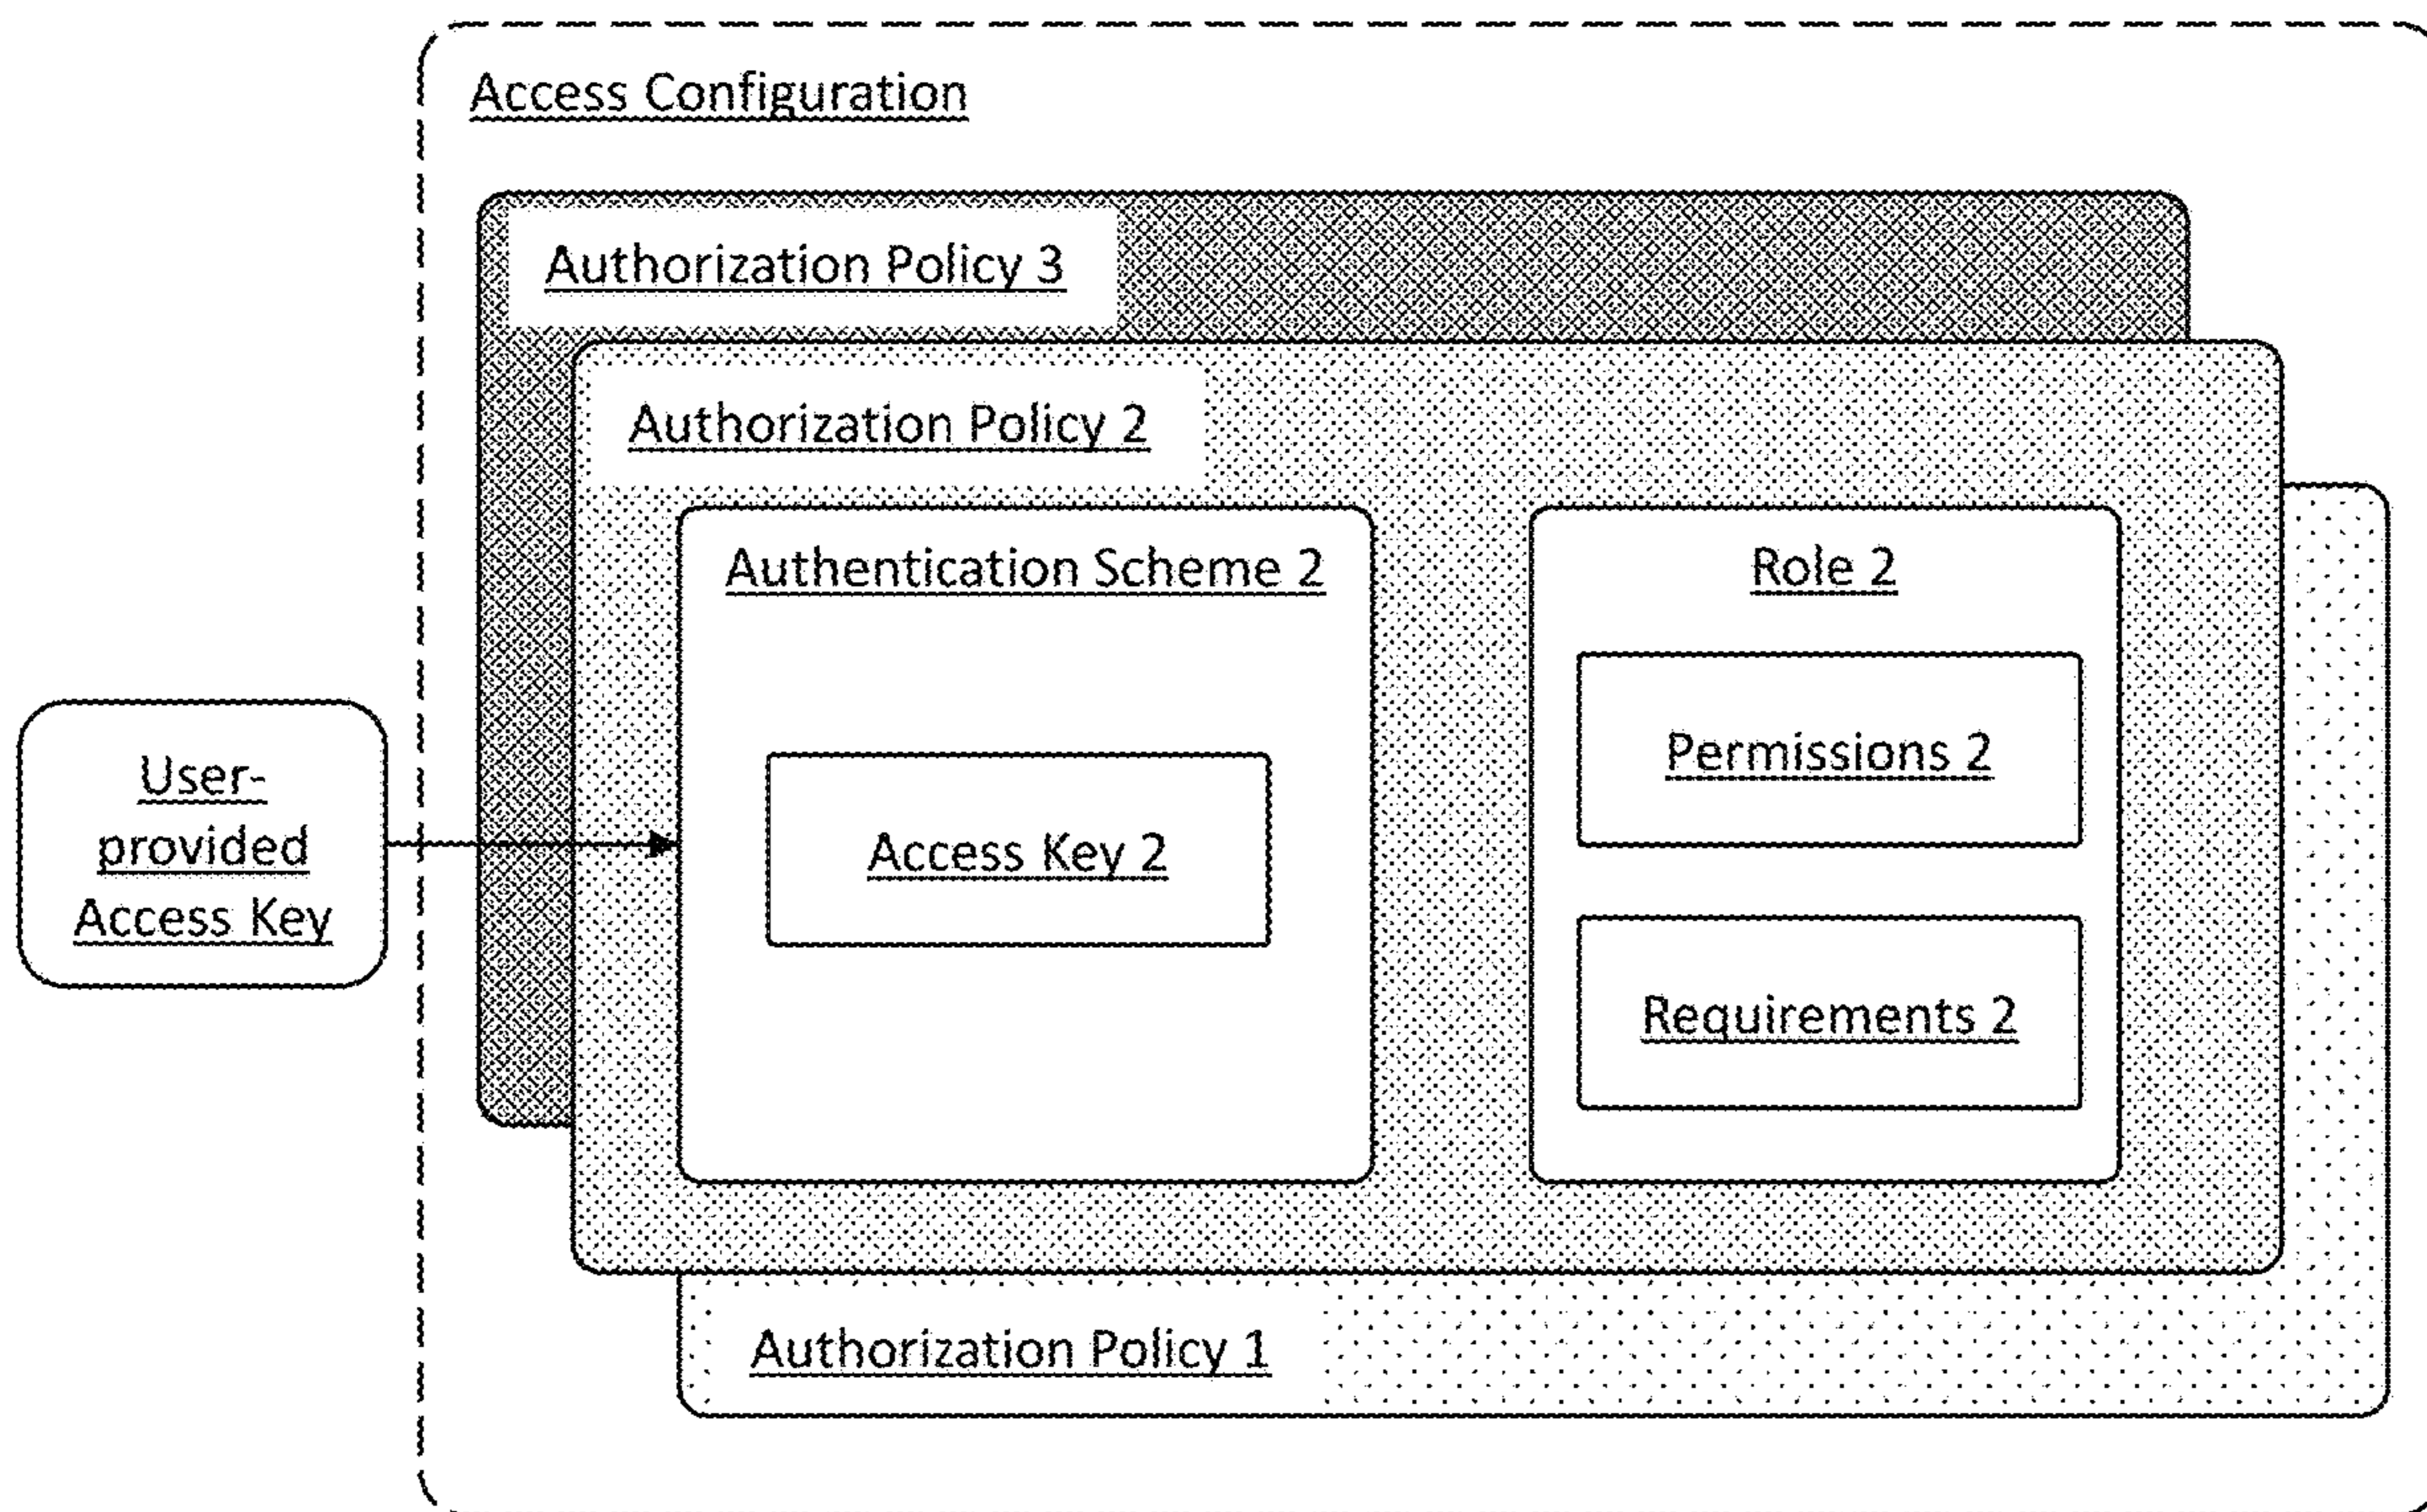 Access Configuration
Authorization Policy 3
Authorization Policy 2
Authentication Scheme 2
Role 2
Permissions 2
User-
provided
Access Key
Access Key 2
Requirements 2
Authorization Policy 1